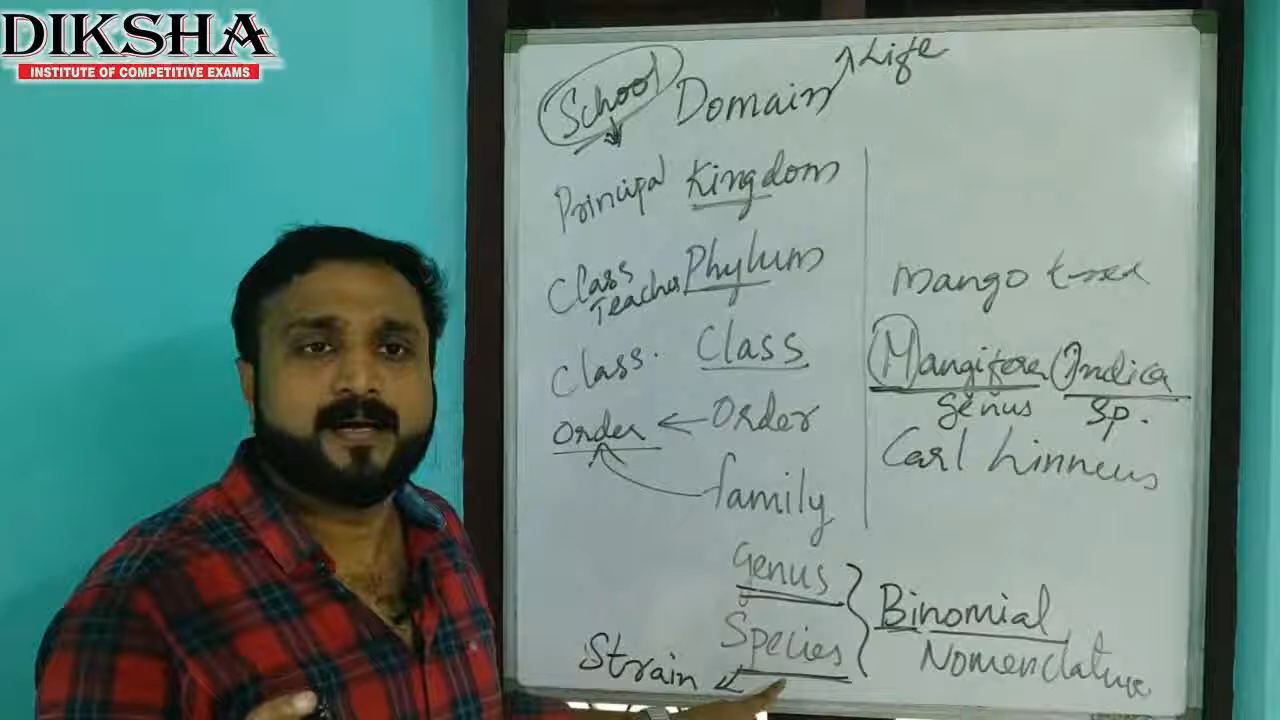 DIKSHA
INSTITUTE OF COMPETITIVE EXAMS
Life
School Domain
Principal Kingdom
Class Teacher Phylum
Class. Class
Order ← Order
family
Genus
Species
Strain
Mango tree
Mangifera Indica
Genus Sp.
Carl Linneus
Binomial
Nomenclature